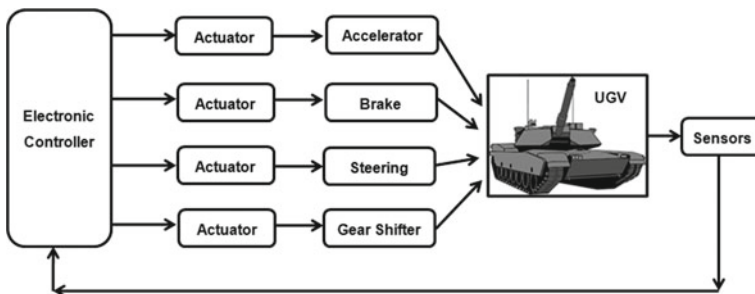 Electronic
Controller
Actuator
Accelerator
Actuator
Brake
Actuator
Steering
Actuator
Gear Shifter
UGV
Sensors